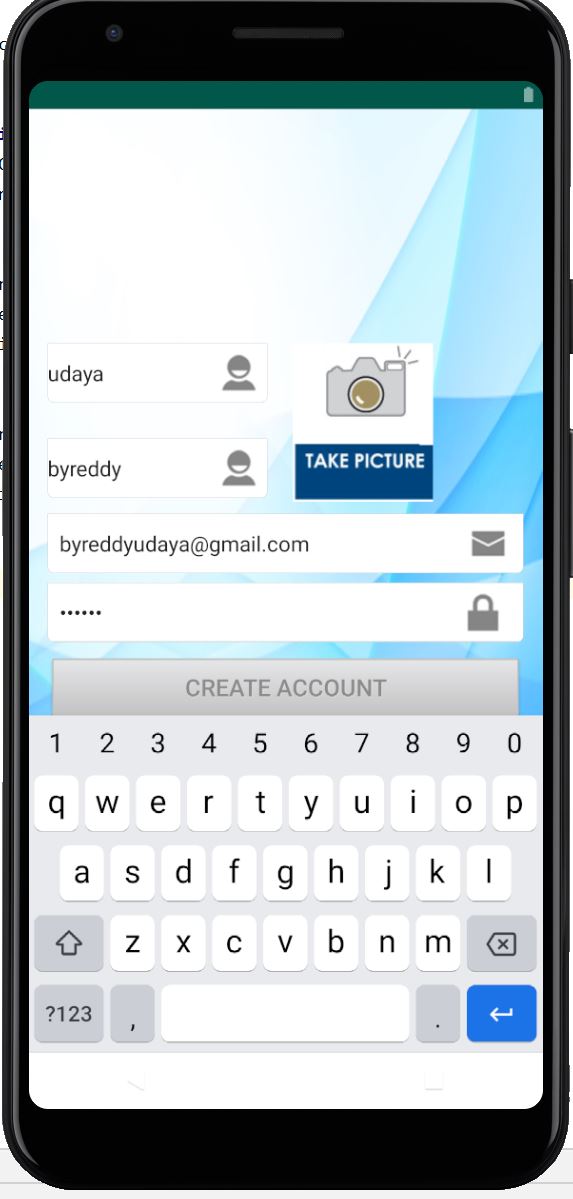 udaya
TAKE PICTURE
byreddy
byreddyudaya@gmail.com
••••••
CREATE ACCOUNT
1 2 3 4 5 6 7 8 9 0
q w e r t y u i o p
a s d f g h j k l
z x c v b n m
?123 , .